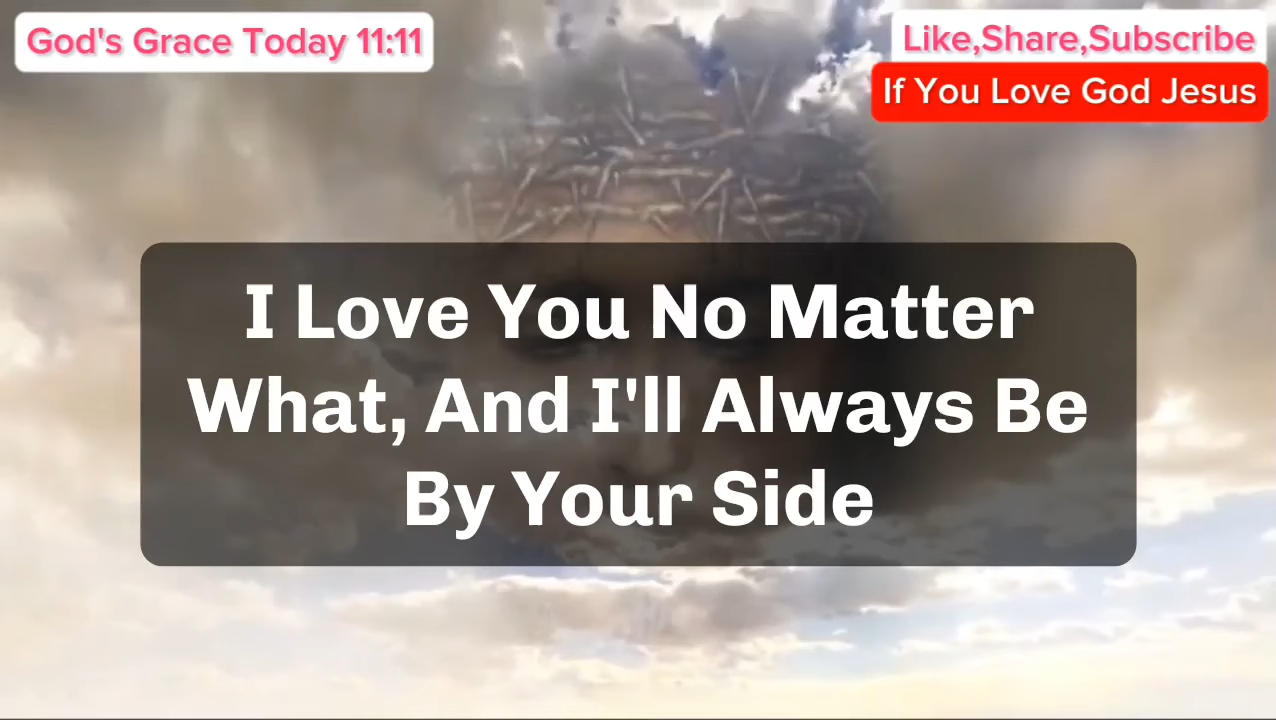 God's Grace Today 11:11
Like,Share,Subscribe
If You Love God Jesus
I Love You No Matter
What, And I'll Always Be
By Your Side